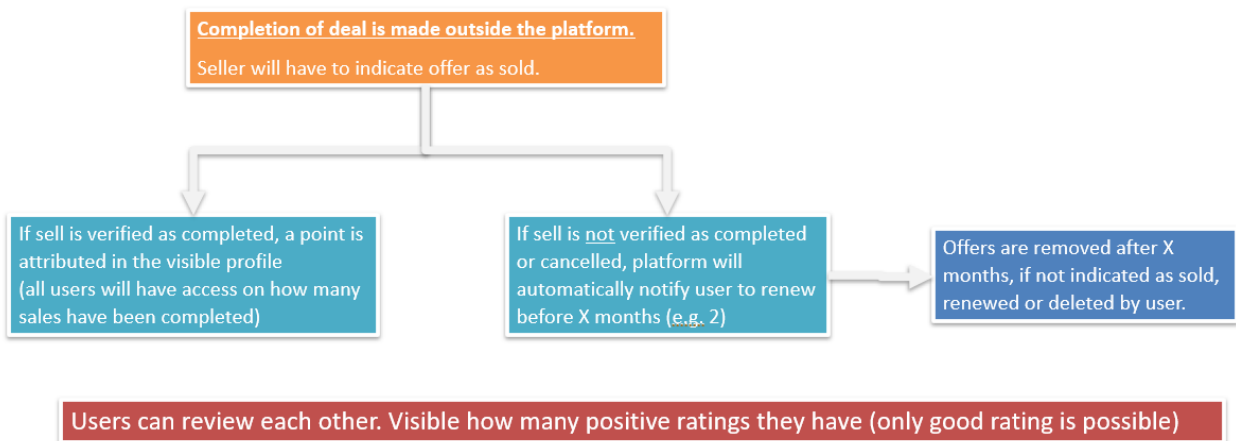 Completion of deal is made outside the platform.
Seller will have to indicate offer as sold.
If sell is verified as completed, a point is
attributed in the visible profile
(all users will have access on how many
sales have been completed)
If sell is not verified as completed
or cancelled, platform will
automatically notify user to renew
before X months (e.g. 2)
Offers are removed after X
months, if not indicated as sold,
renewed or deleted by user.
Users can review each other. Visible how many positive ratings they have (only good rating is possible)